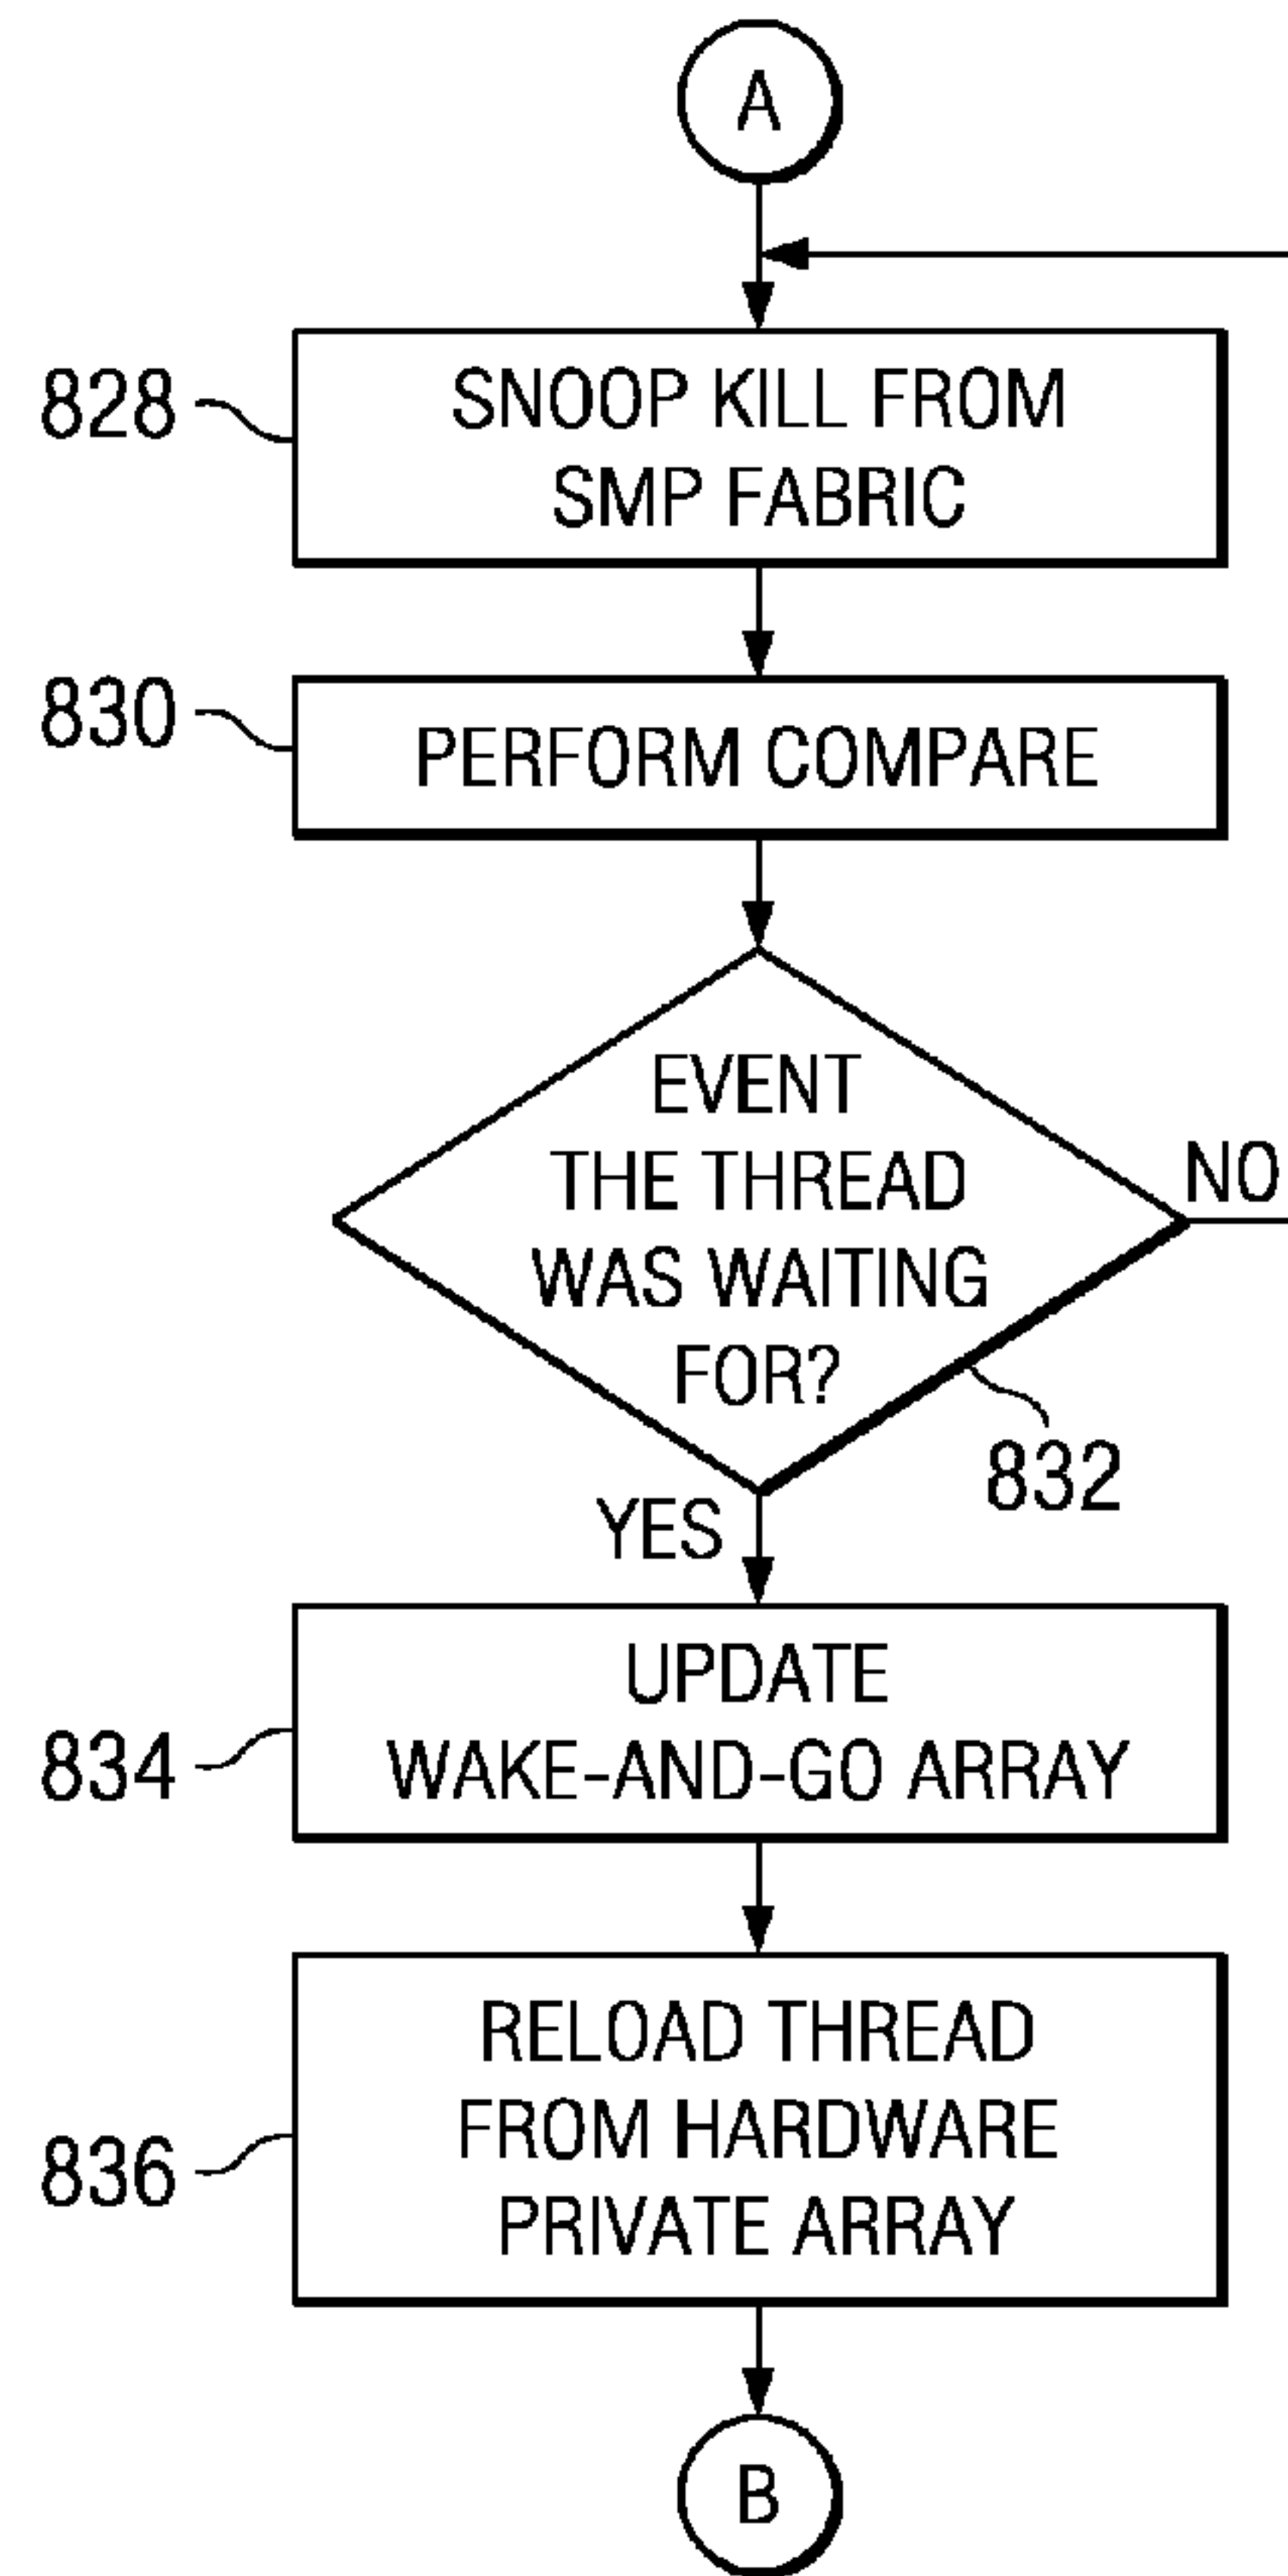 A
828
SNOOP KILL FROM
SMP FABRIC
830
PERFORM COMPARE
EVENT
THE THREAD
WAS WAITING
FOR?
NO
832
YES
834
UPDATE
WAKE-AND-GO ARRAY
836
RELOAD THREAD
FROM HARDWARE
PRIVATE ARRAY
B